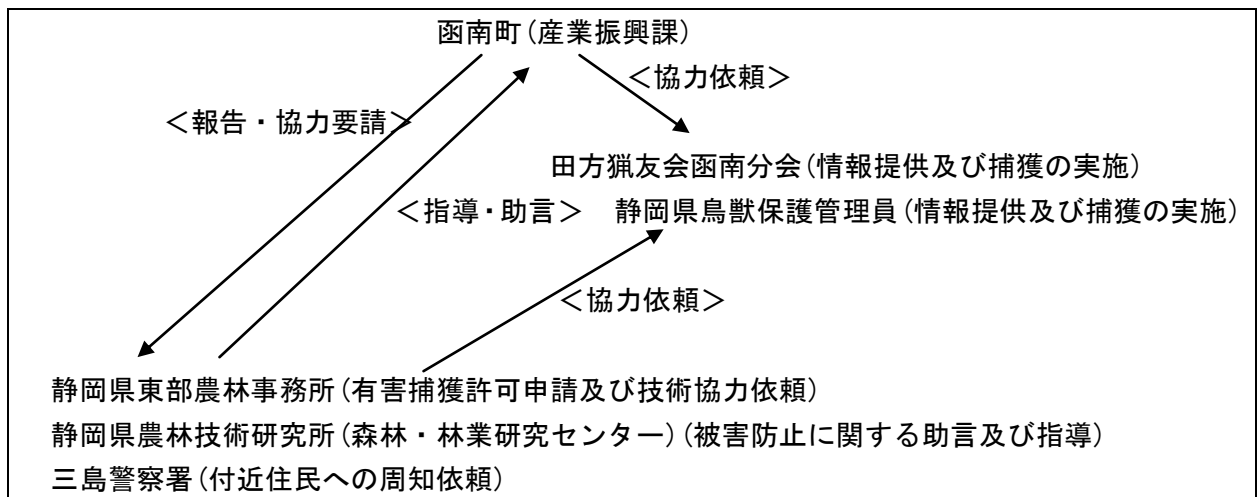 函南町(産業振興課)
＜協力依頼＞
＜報告・協力要請＞
田方猟友会函南分会(情報提供及び捕獲の実施)
＜指導・助言＞　静岡県鳥獣保護管理員(情報提供及び捕獲の実施)
＜協力依頼＞
静岡県東部農林事務所(有害捕獲許可申請及び技術協力依頼)
静岡県農林技術研究所(森林・林業研究センター)(被害防止に関する助言及び指導)
三島警察署(付近住民への周知依頼)